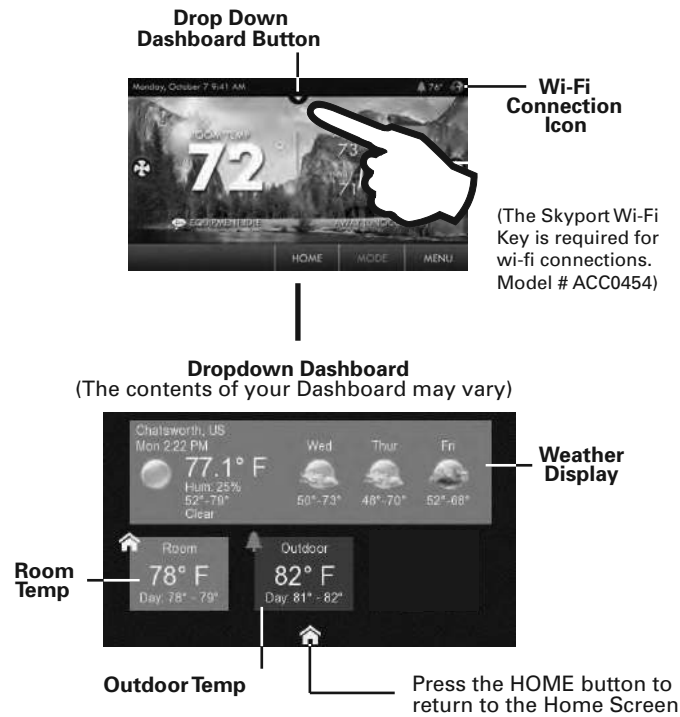 Drop Down
Dashboard Button
Monday, October 7 9:41 AM
76°
Wi-Fi
Connection
Icon
ROOM TEMP
72°
73
71
EQUIPMENT IDLE
HOME
MODE
MENU
(The Skyport Wi-Fi
Key is required for
wi-fi connections.
Model # ACC0454)
Dropdown Dashboard
(The contents of your Dashboard may vary)
Chatsworth, US
Mon 2:22 PM
77.1° F
Hum: 25%
52°-79°
Clear
Wed
50°-73°
Thur
48°-70°
Fri
52°-68°
Weather
Display
Room
78° F
Day: 78° - 79°
Outdoor
82° F
Day: 81° - 82°
Room
Temp
Outdoor Temp
Press the HOME button to
return to the Home Screen